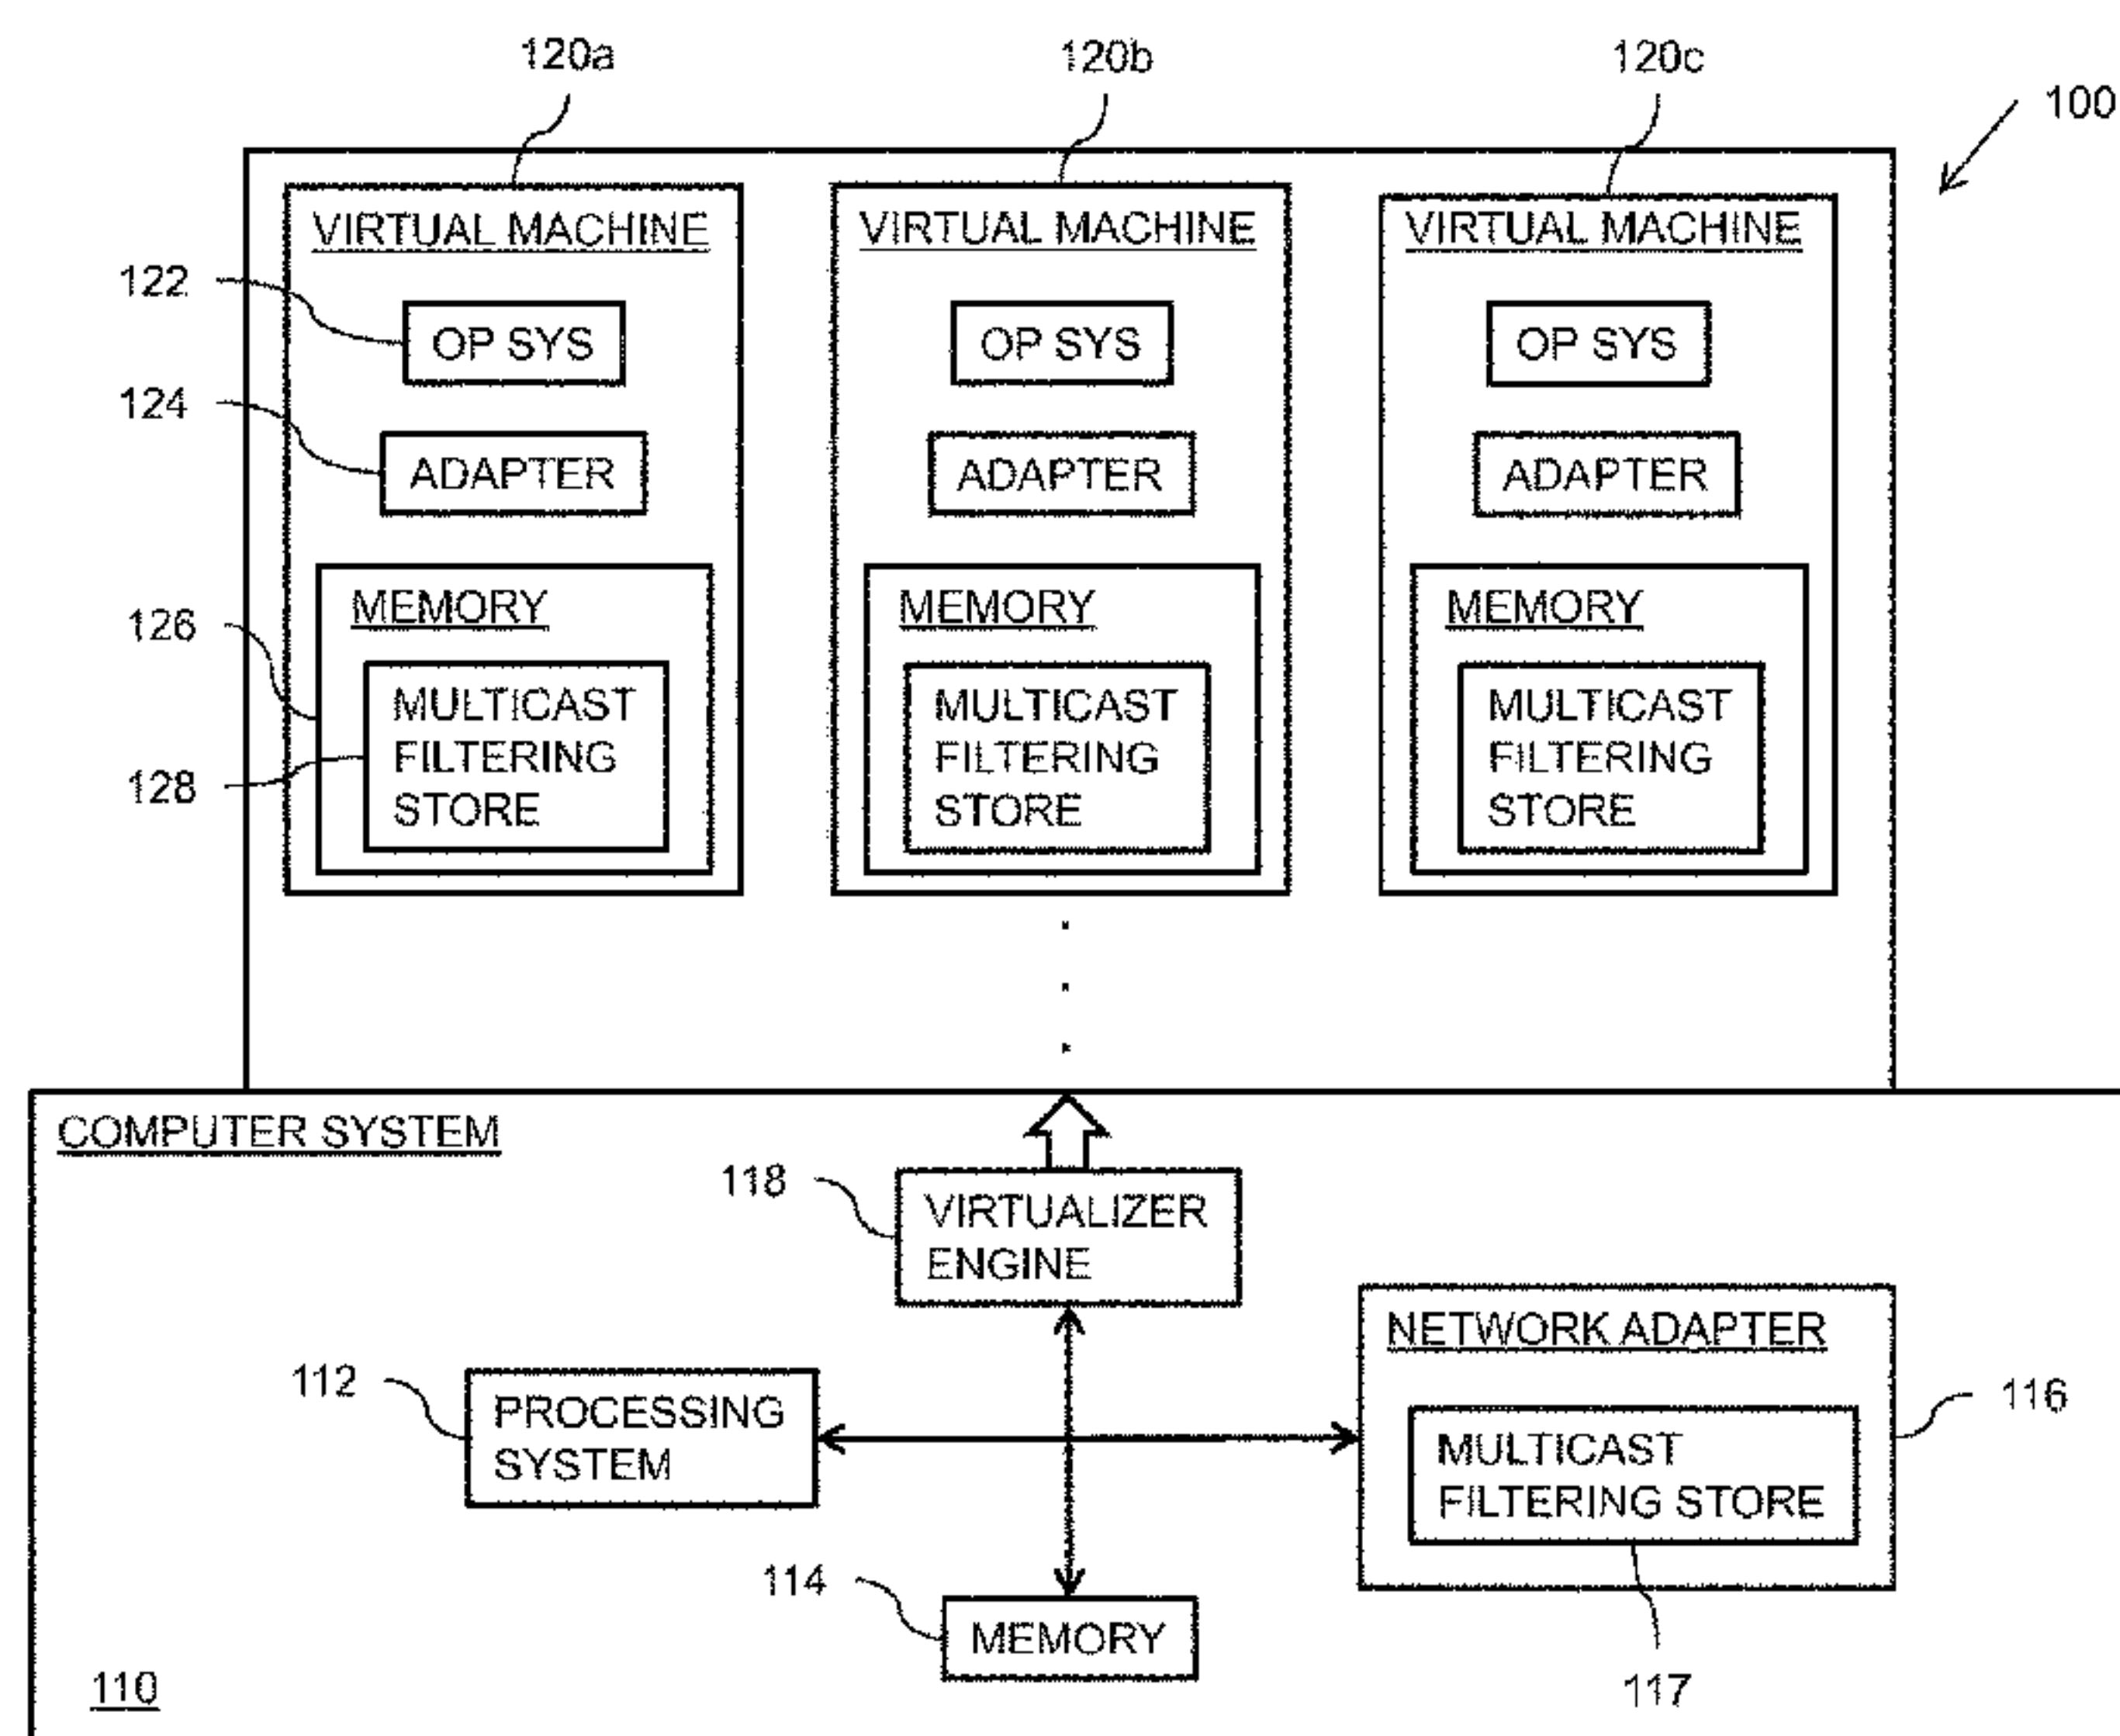 120a 120b 120c
100
VIRTUAL MACHINE VIRTUAL MACHINE VIRTUAL MACHINE
122 OP SYS OP SYS OP SYS
124 ADAPTER ADAPTER ADAPTER
126 MEMORY MEMORY MEMORY
MULTICAST MULTICAST MULTICAST
FILTERING FILTERING FILTERING
128 STORE STORE STORE
COMPUTER SYSTEM
118 VIRTUALIZER
ENGINE
NETWORK ADAPTER
112 PROCESSING
SYSTEM
116
MULTICAST
FILTERING STORE
114 MEMORY
117
110